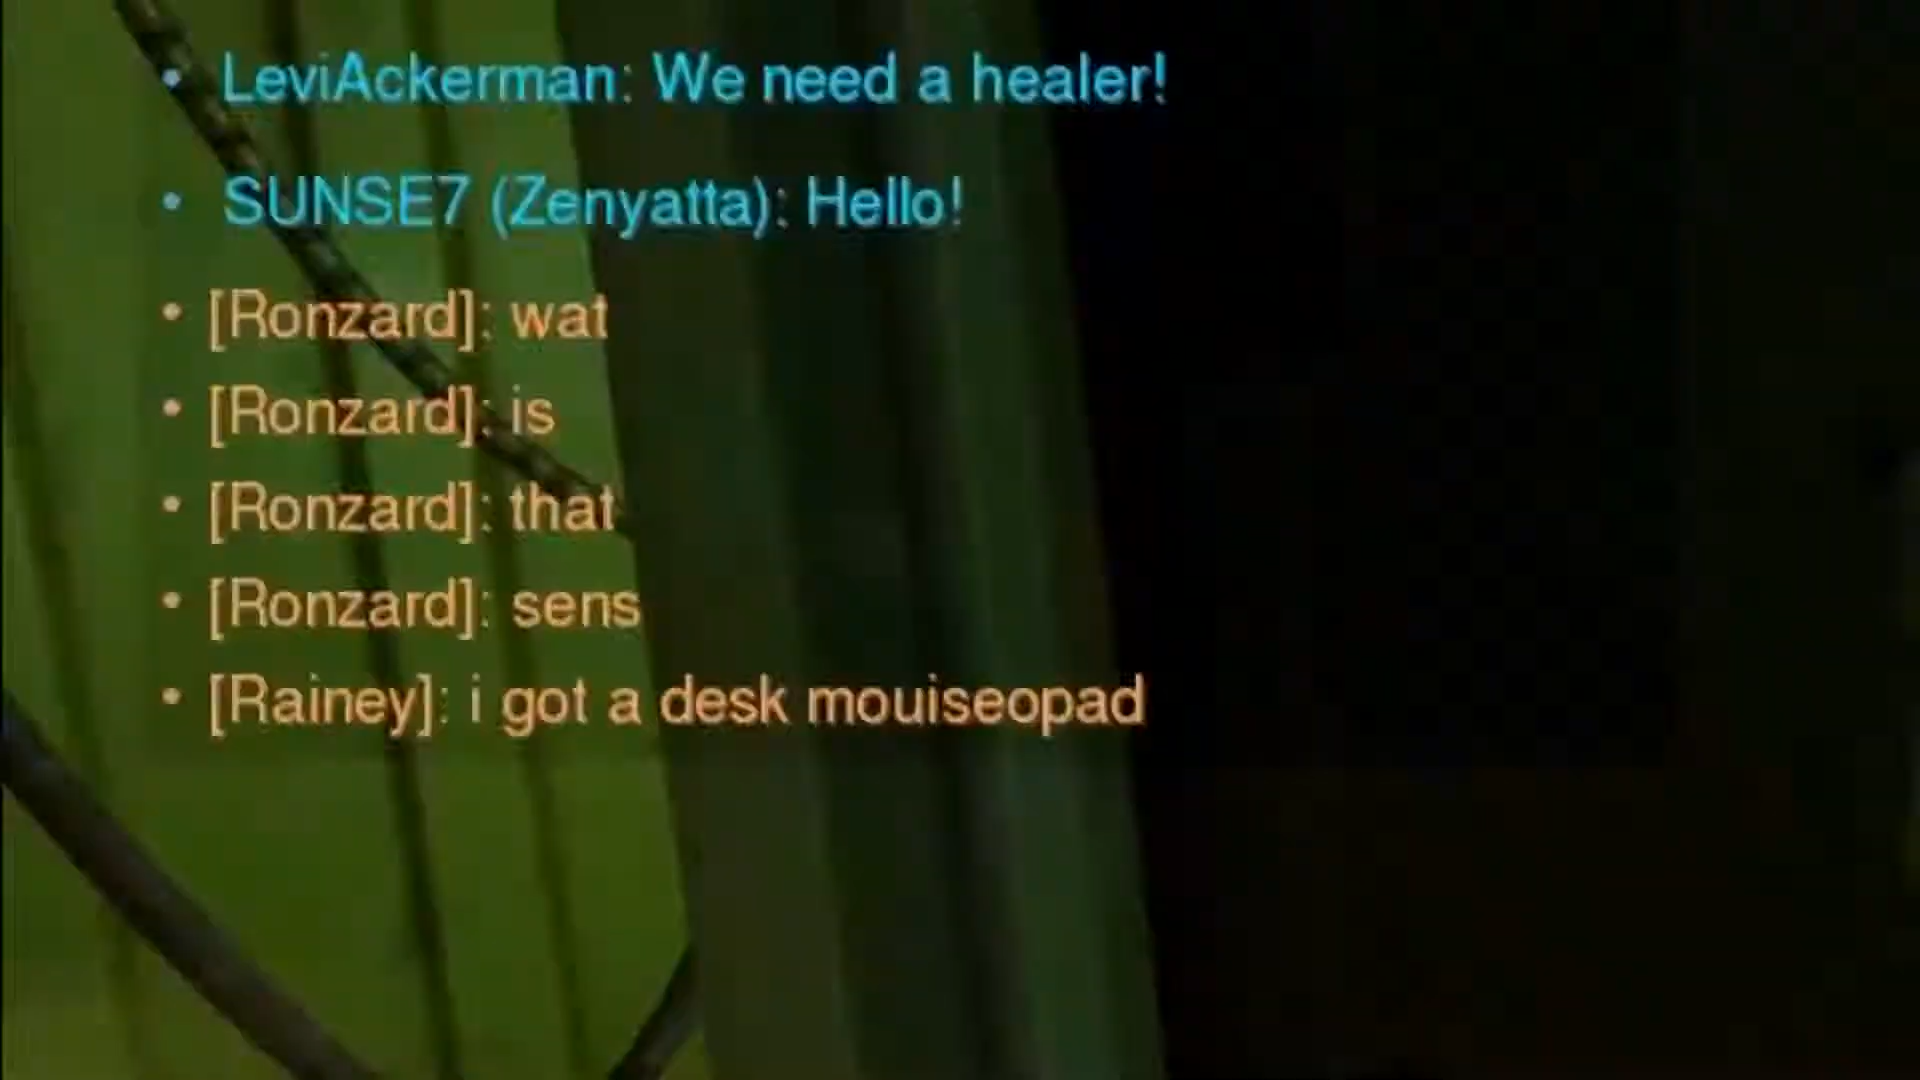 • LeviAckerman: We need a healer!
• SUNSE7 (Zenyatta): Hello!
• [Ronzard]: wat
• [Ronzard]: is
• [Ronzard]: that
• [Ronzard]: sens
• [Rainey]: i got a desk mouiseopad